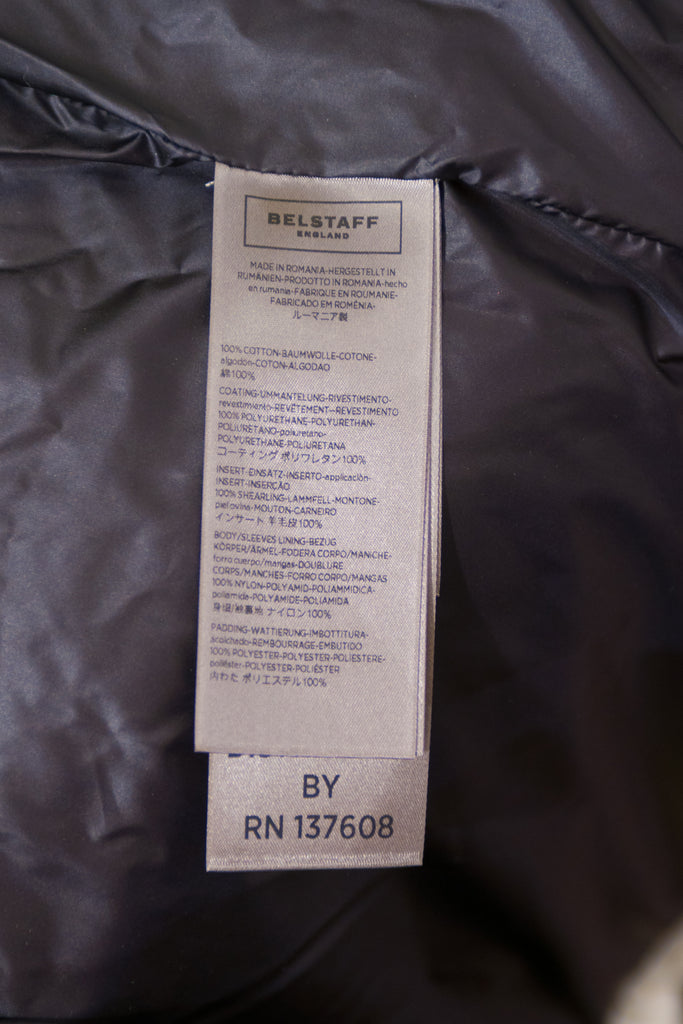 BELSTAFF
ENGLAND
MADE IN ROMANIA-HERGESTELLT IN
RUMÄNIEN-PRODOTTO IN ROMANIA-hecho
en rumania-FABRIQUE EN ROUMANIE-
FABRICADO EM ROMÉNIA-
ルーマニア製
100% COTTON-BAUMWOLLE-COTONE-
algodón-COTON-ALGODAO
綿100%
COATING-UMMANTELUNG-RIVESTIMENTO-
revestimiento-REVÊTEMENT--REVESTIMENTO
100% POLYURETHANE-POLYURETHAN-
POLIURETANO-poliuretano-
POLYURETHANE-POLIURETANA
コーティング ポリウレタン100%
INSERT-EINSATZ-INSERTO-applicación-
INSERT-INSERÇÃO
100% SHEARLING-LAMMFELL-MONTONE-
piel ovina-MOUTON-CARNEIRO
インサート 羊毛皮100%
BODY/SLEEVES LINING-BEZUG
KÖRPER/ÄRMEL-FODERA CORPO/MANICHE-
forro cuerpo/mangas-DOUBLURE
CORPS/MANCHES-FORRO CORPO/MANGAS
100% NYLON-POLYAMID-POLIAMMIDICA-
poliamida-POLYAMIDE-POLIAMIDA
身頃/袖裏地 ナイロン100%
PADDING-WATTIERUNG-IMBOTTITURA-
acolchado-REMBOURRAGE-EMBUTIDO
100% POLYESTER-POLYESTER-POLIESTERE-
poliéster-POLYESTER-POLIÉSTER
内わた ポリエステル100%
BY
RN 137608